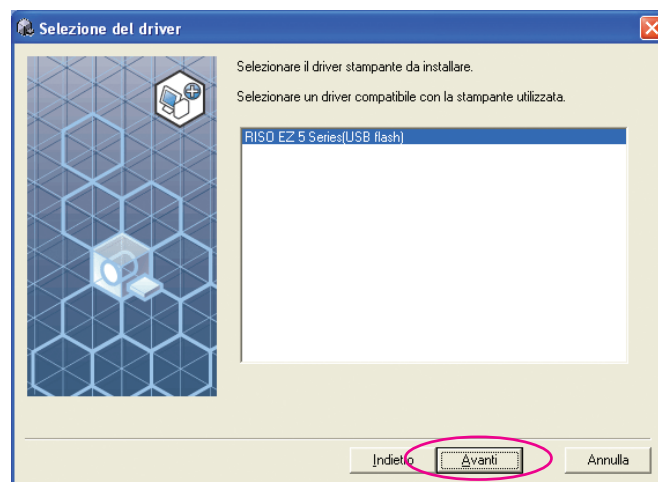 Selezione del driver
Selezionare il driver stampante da installare.
Selezionare un driver compatibile con la stampante utilizzata.
RISO EZ 5 Series(USB flash)
Indietro
Avanti
Annulla